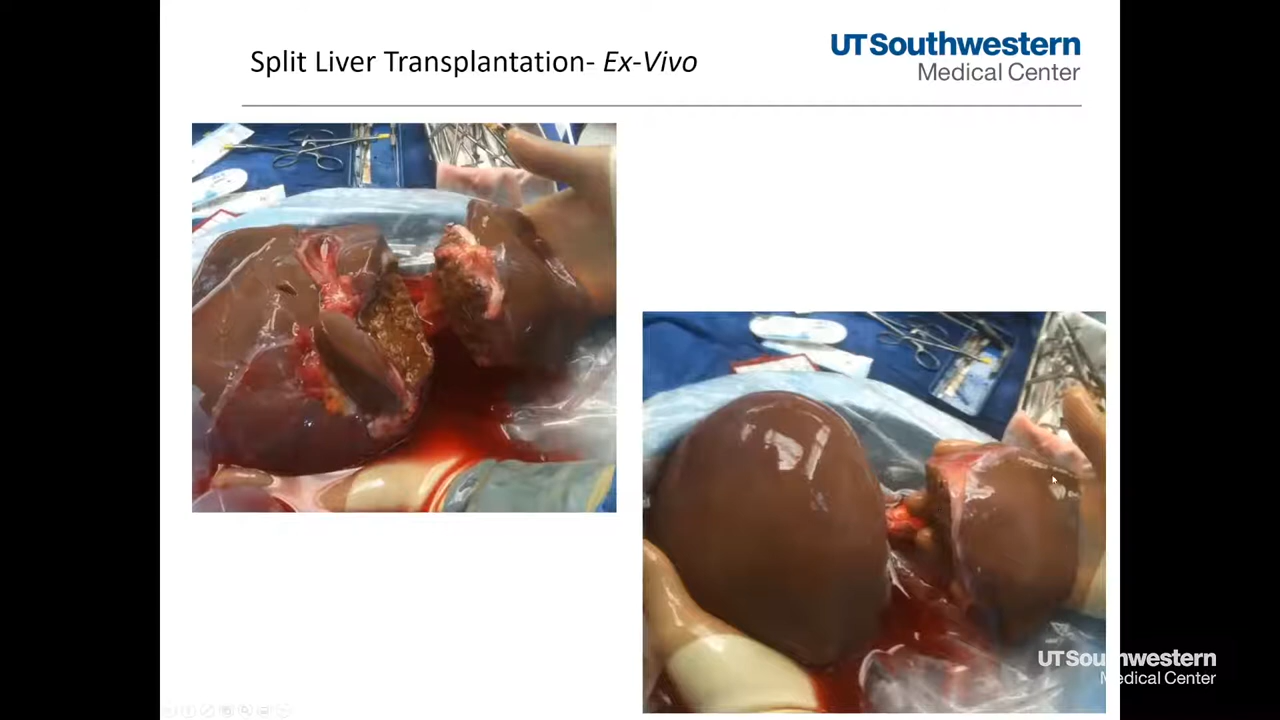 Split Liver Transplantation- Ex-Vivo
UTSouthwestern
Medical Center
UTSouthwestern
Medical Center